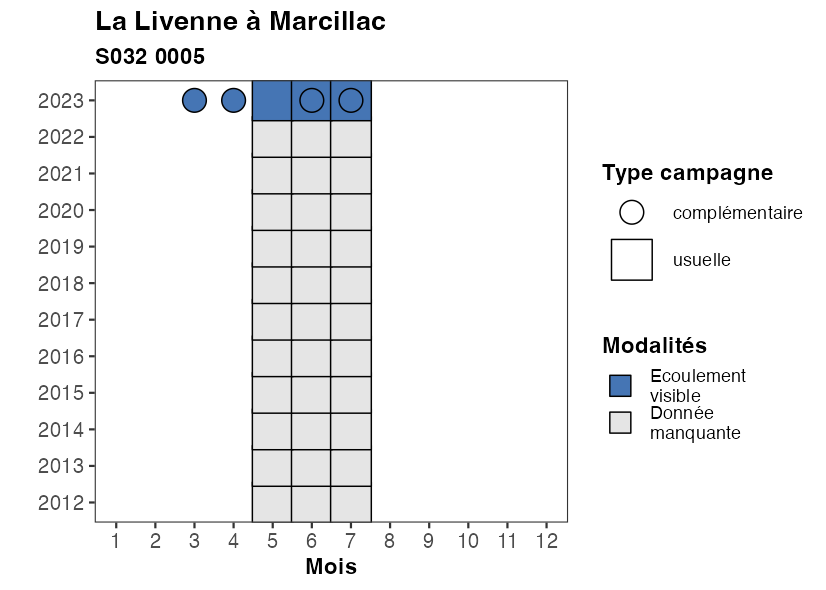 La Livenne à Marcillac
S032 0005
2023
2022
2021
2020
2019
2018
2017
2016
2015
2014
2013
2012
1 2 3 4 5 6 7 8 9 10 11 12
Mois
Type campagne
complémentaire
usuelle
Modalités
Ecoulement
visible
Donnée
manquante